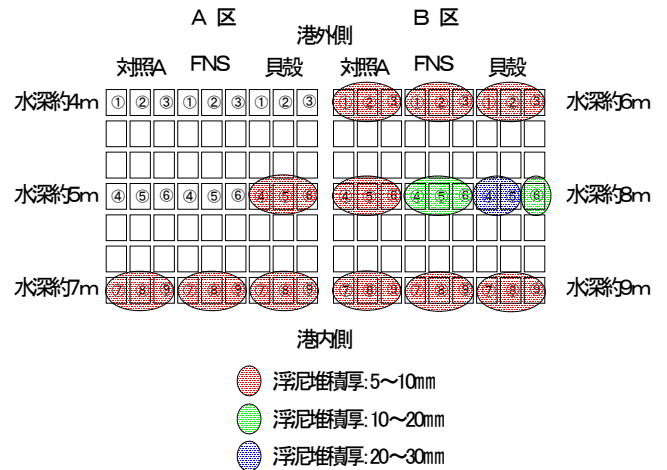 A 区 B 区
港外側
対照A FNS 貝殻 対照A FNS 貝殻
水深約4m ① ② ③ ① ② ③ ① ② ③ ① ② ③ ① ② ③ ① ② ③ 水深約6m
水深約5m ④ ⑤ ⑥ ④ ⑤ ⑥ ④ ⑤ ⑥ ④ ⑤ ⑥ ④ ⑤ ⑥ ④ ⑤ ⑥ 水深約8m
水深約7m ⑦ ⑧ ⑨ ⑦ ⑧ ⑨ ⑦ ⑧ ⑨ ⑦ ⑧ ⑨ ⑦ ⑧ ⑨ ⑦ ⑧ ⑨ 水深約9m
港内側
浮泥堆積厚:5～10mm
浮泥堆積厚:10～20mm
浮泥堆積厚:20～30mm